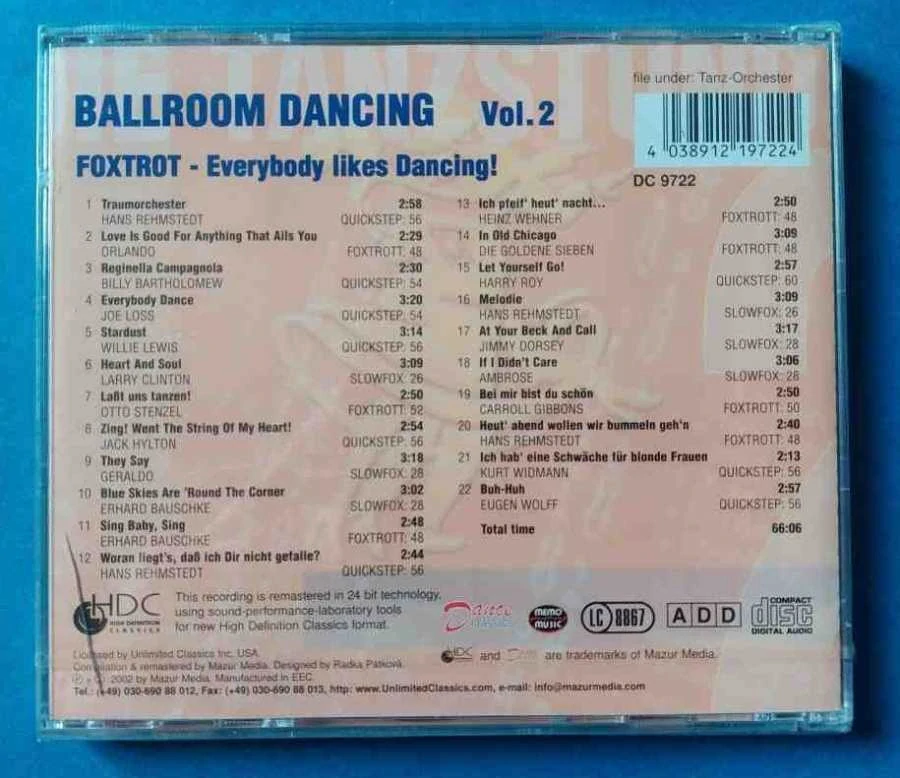 DIE TANZSTUN
BALLROOM DANCING Vol.2
FOXTROT - Everybody likes Dancing!
file under: Tanz-Orchester
4 038912 197224
DC 9722
1 Traumorchester 2:58
HANS REHMSTEDT QUICKSTEP: 56
2 Love Is Good For Anything That Ails You 2:29
ORLANDO FOXTROTT: 48
3 Reginella Campagnola 2:30
BILLY BARTHOLOMEW QUICKSTEP: 54
4 Everybody Dance 3:20
JOE LOSS QUICKSTEP: 54
5 Stardust 3:14
WILLIE LEWIS QUICKSTEP: 56
6 Heart And Soul 3:09
LARRY CLINTON SLOWFOX: 26
7 Laßt uns tanzen! 2:50
OTTO STENZEL FOXTROTT: 52
8 Zing! Went The String Of My Heart! 2:54
JACK HYLTON QUICKSTEP: 56
9 They Say 3:18
GERALDO SLOWFOX: 28
10 Blue Skies Are 'Round The Corner 3:02
ERHARD BAUSCHKE SLOWFOX: 28
11 Sing Baby, Sing 2:48
ERHARD BAUSCHKE FOXTROTT: 48
12 Woran liegt's, daß ich Dir nicht gefalle? 2:44
HANS REHMSTEDT QUICKSTEP: 56
13 Ich pfeif' heut' nacht... 2:50
HEINZ WEHNER FOXTROTT: 48
14 In Old Chicago 3:09
DIE GOLDENE SIEBEN FOXTROTT: 48
15 Let Yourself Go! 2:57
HARRY ROY QUICKSTEP: 60
16 Melodie 3:09
HANS REHMSTEDT SLOWFOX: 26
17 At Your Beck And Call 3:17
JIMMY DORSEY SLOWFOX: 28
18 If I Didn't Care 3:06
AMBROSE SLOWFOX: 28
19 Bei mir bist du schön 2:50
CARROLL GIBBONS FOXTROTT: 50
20 Heut' abend wollen wir bummeln geh'n 2:40
HANS REHMSTEDT FOXTROTT: 48
21 Ich hab' eine Schwäche für blonde Frauen 2:13
KURT WIDMANN QUICKSTEP: 56
22 Buh-Huh 2:57
EUGEN WOLFF QUICKSTEP: 56
Total time 66:06
HDC
HIGH DEFINITION
CLASSICS
This recording is remastered in 24 bit technology,
using sound-performance-laboratory tools
for new High Definition Classics format.
Dance
MEMO
MUSIC
LC 8867
ADD
COMPACT
disc
DIGITAL AUDIO
Licensed by Unlimited Classics Inc. USA.
HDC and Dance are trademarks of Mazur Media.
Compilation & remastered by Mazur Media. Designed by Radka Patková.
℗ + © 2002 by Mazur Media. Manufactured in EEC.
Tel.: (+49) 030-690 88 012, Fax: (+49) 030-690 88 013, http: www.UnlimitedClassics.com, e-mail: info@mazurmedia.com